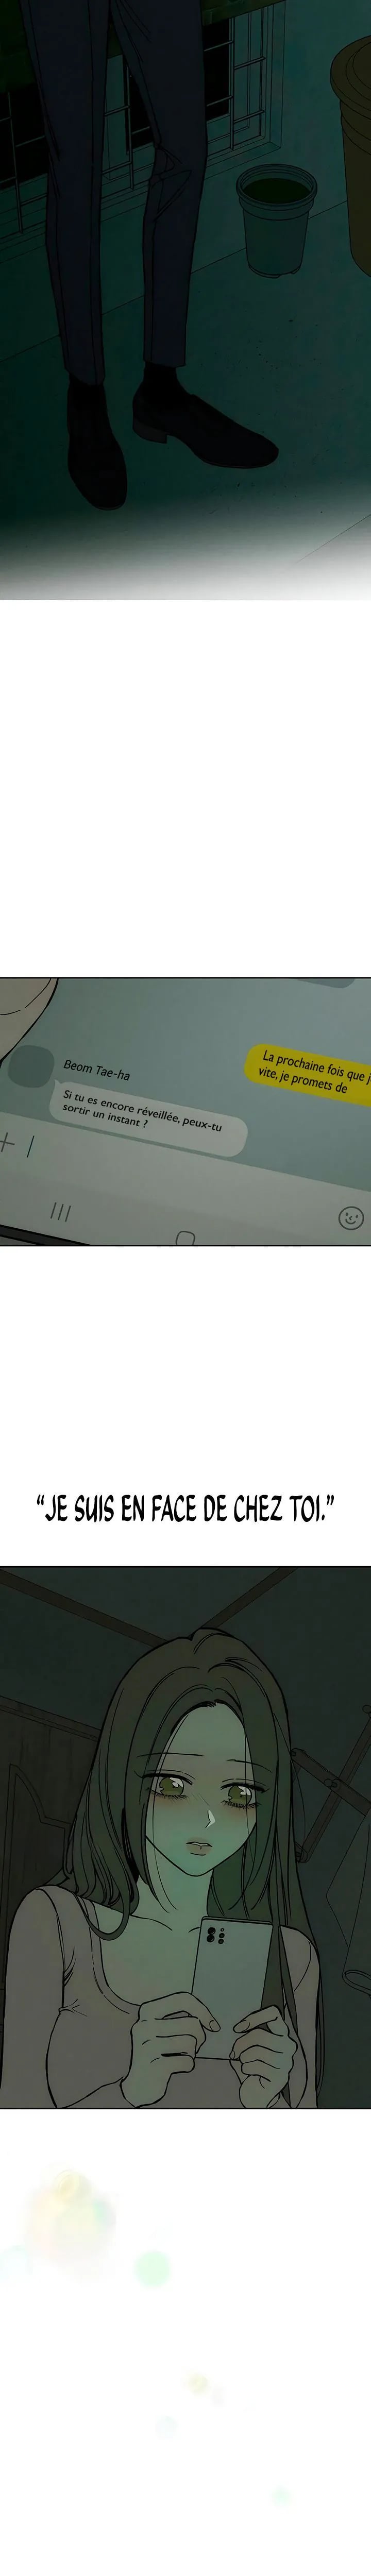 Beom Tae-ha
La prochaine fois que j
vite, je promets de
Si tu es encore réveillée, peux-tu
sortir un instant ?
“JE SUIS EN FACE DE CHEZ TOI.”